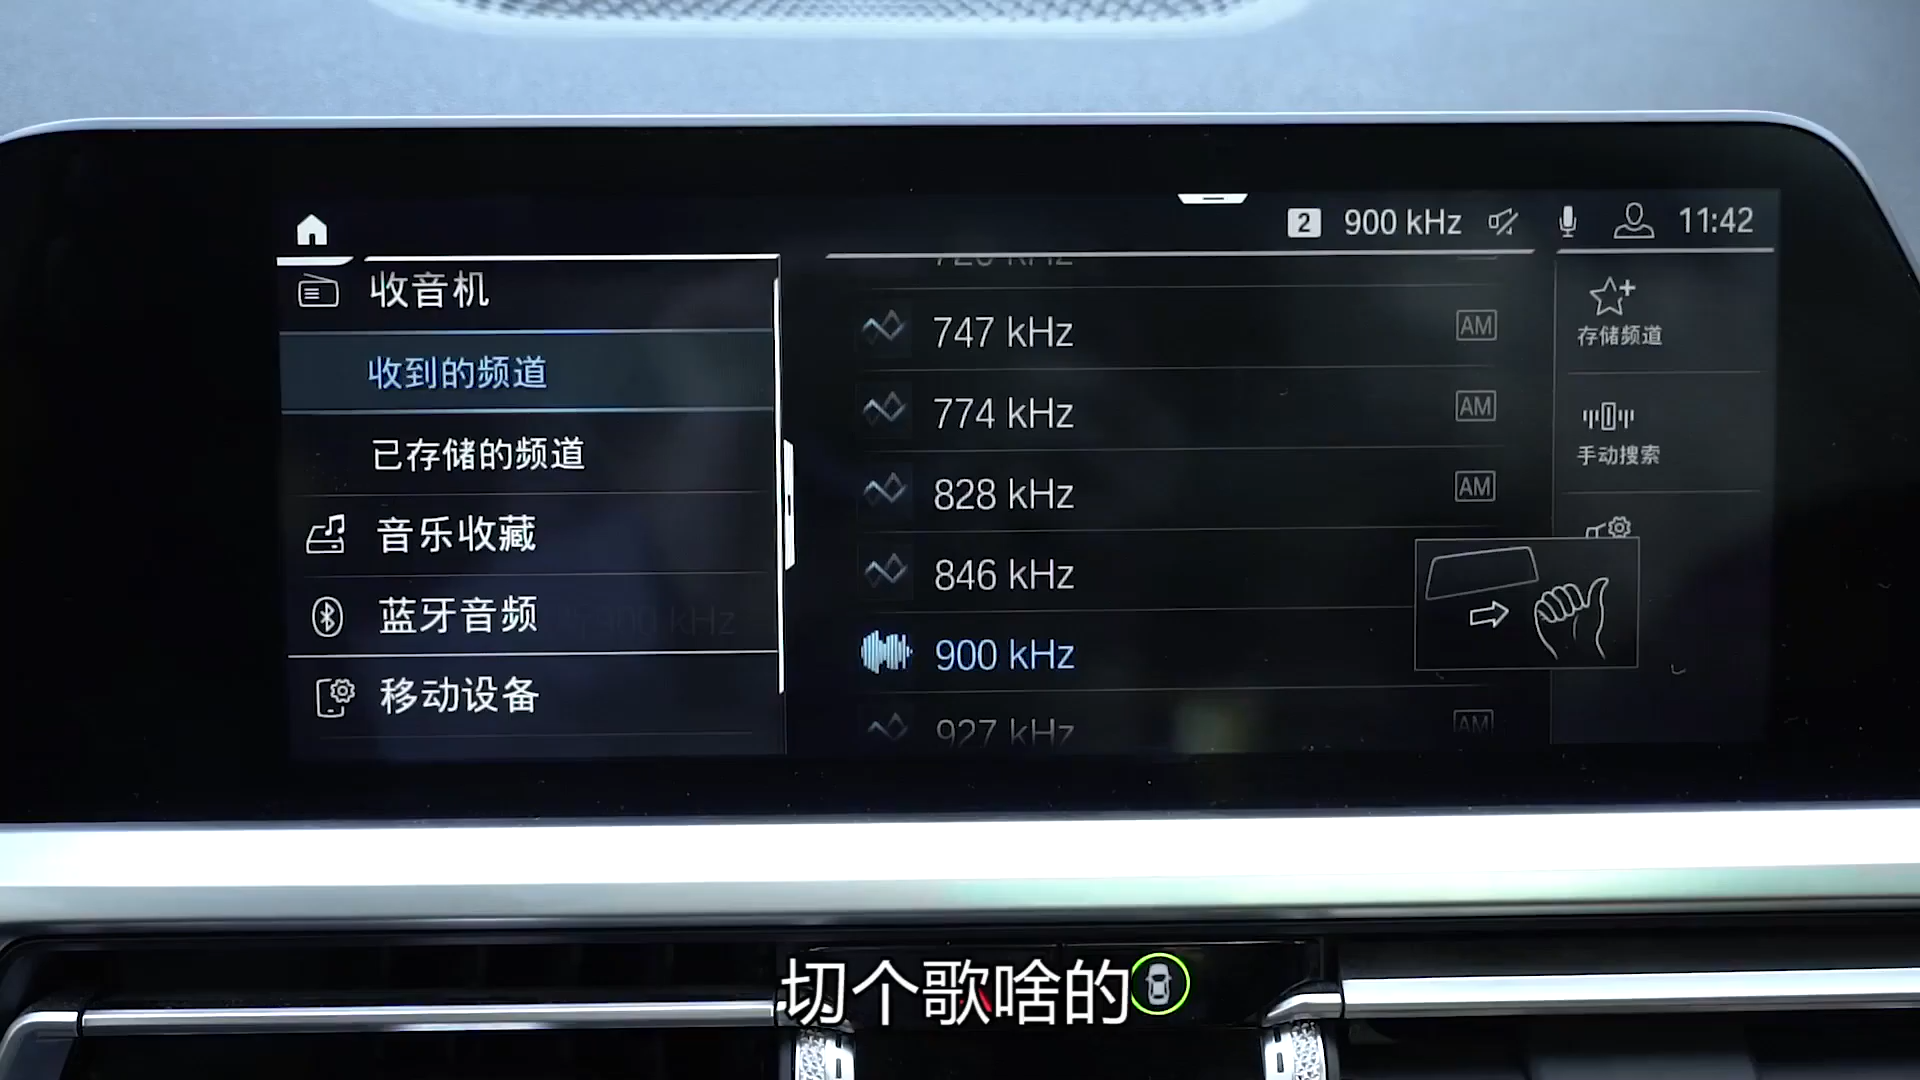 2 900 kHz 11:42
收音机
收到的频道
已存储的频道
音乐收藏
蓝牙音频
移动设备
747 kHz AM
774 kHz AM
828 kHz AM
846 kHz
900 kHz
927 kHz AM
存储频道
手动搜索
切个歌啥的